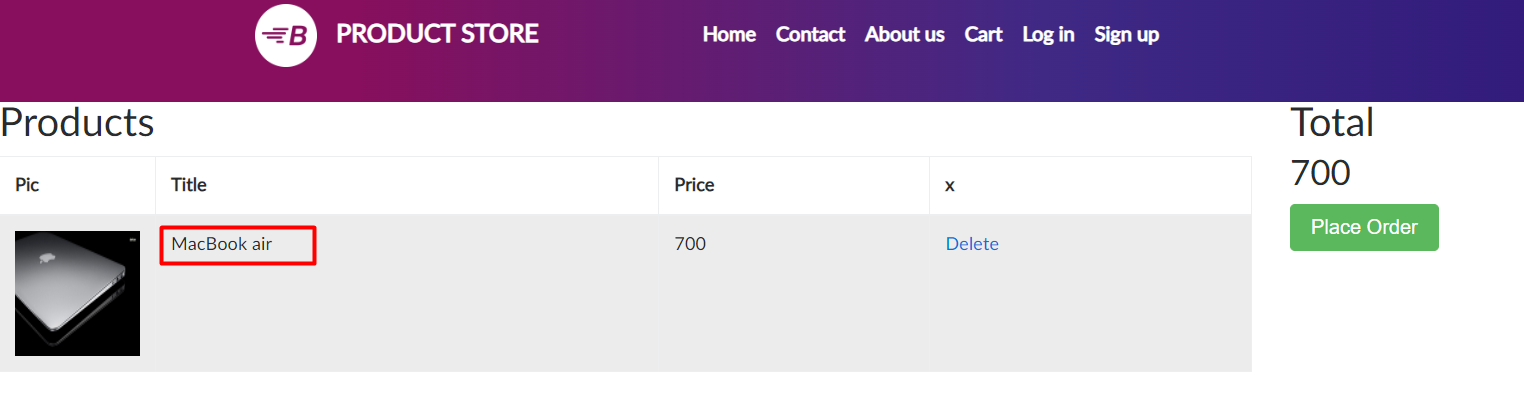 B PRODUCT STORE Home Contact About us Cart Log in Sign up
Products
Pic Title Price x
MacBook air 700 Delete
Total
700
Place Order